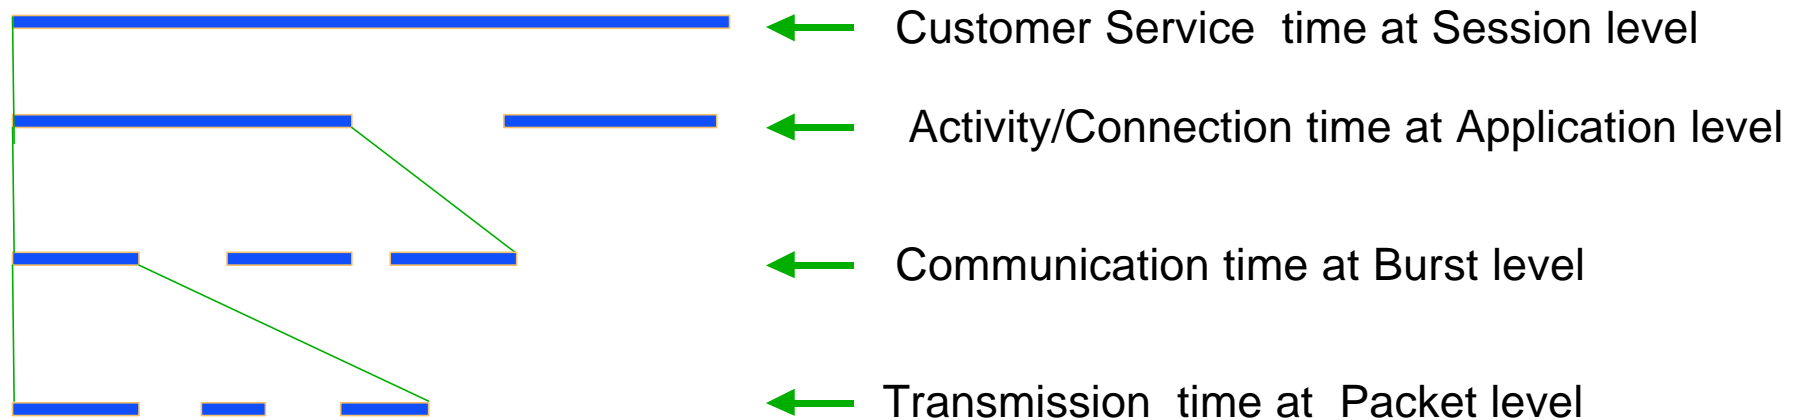 Customer Service  time at Session level
Activity/Connection time at Application level
Communication time at Burst level
Transmission  time at  Packet level